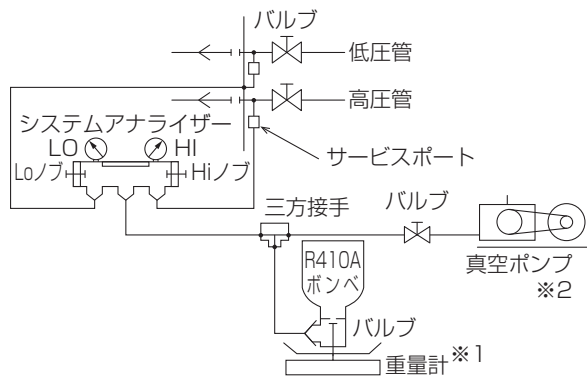 バルブ
低圧管
高圧管
システムアナライザー
LO
HI
Loノブ
Hiノブ
サービスポート
三方接手
バルブ
R410A
ボンベ
真空ポンプ
※2
バルブ
重量計※1